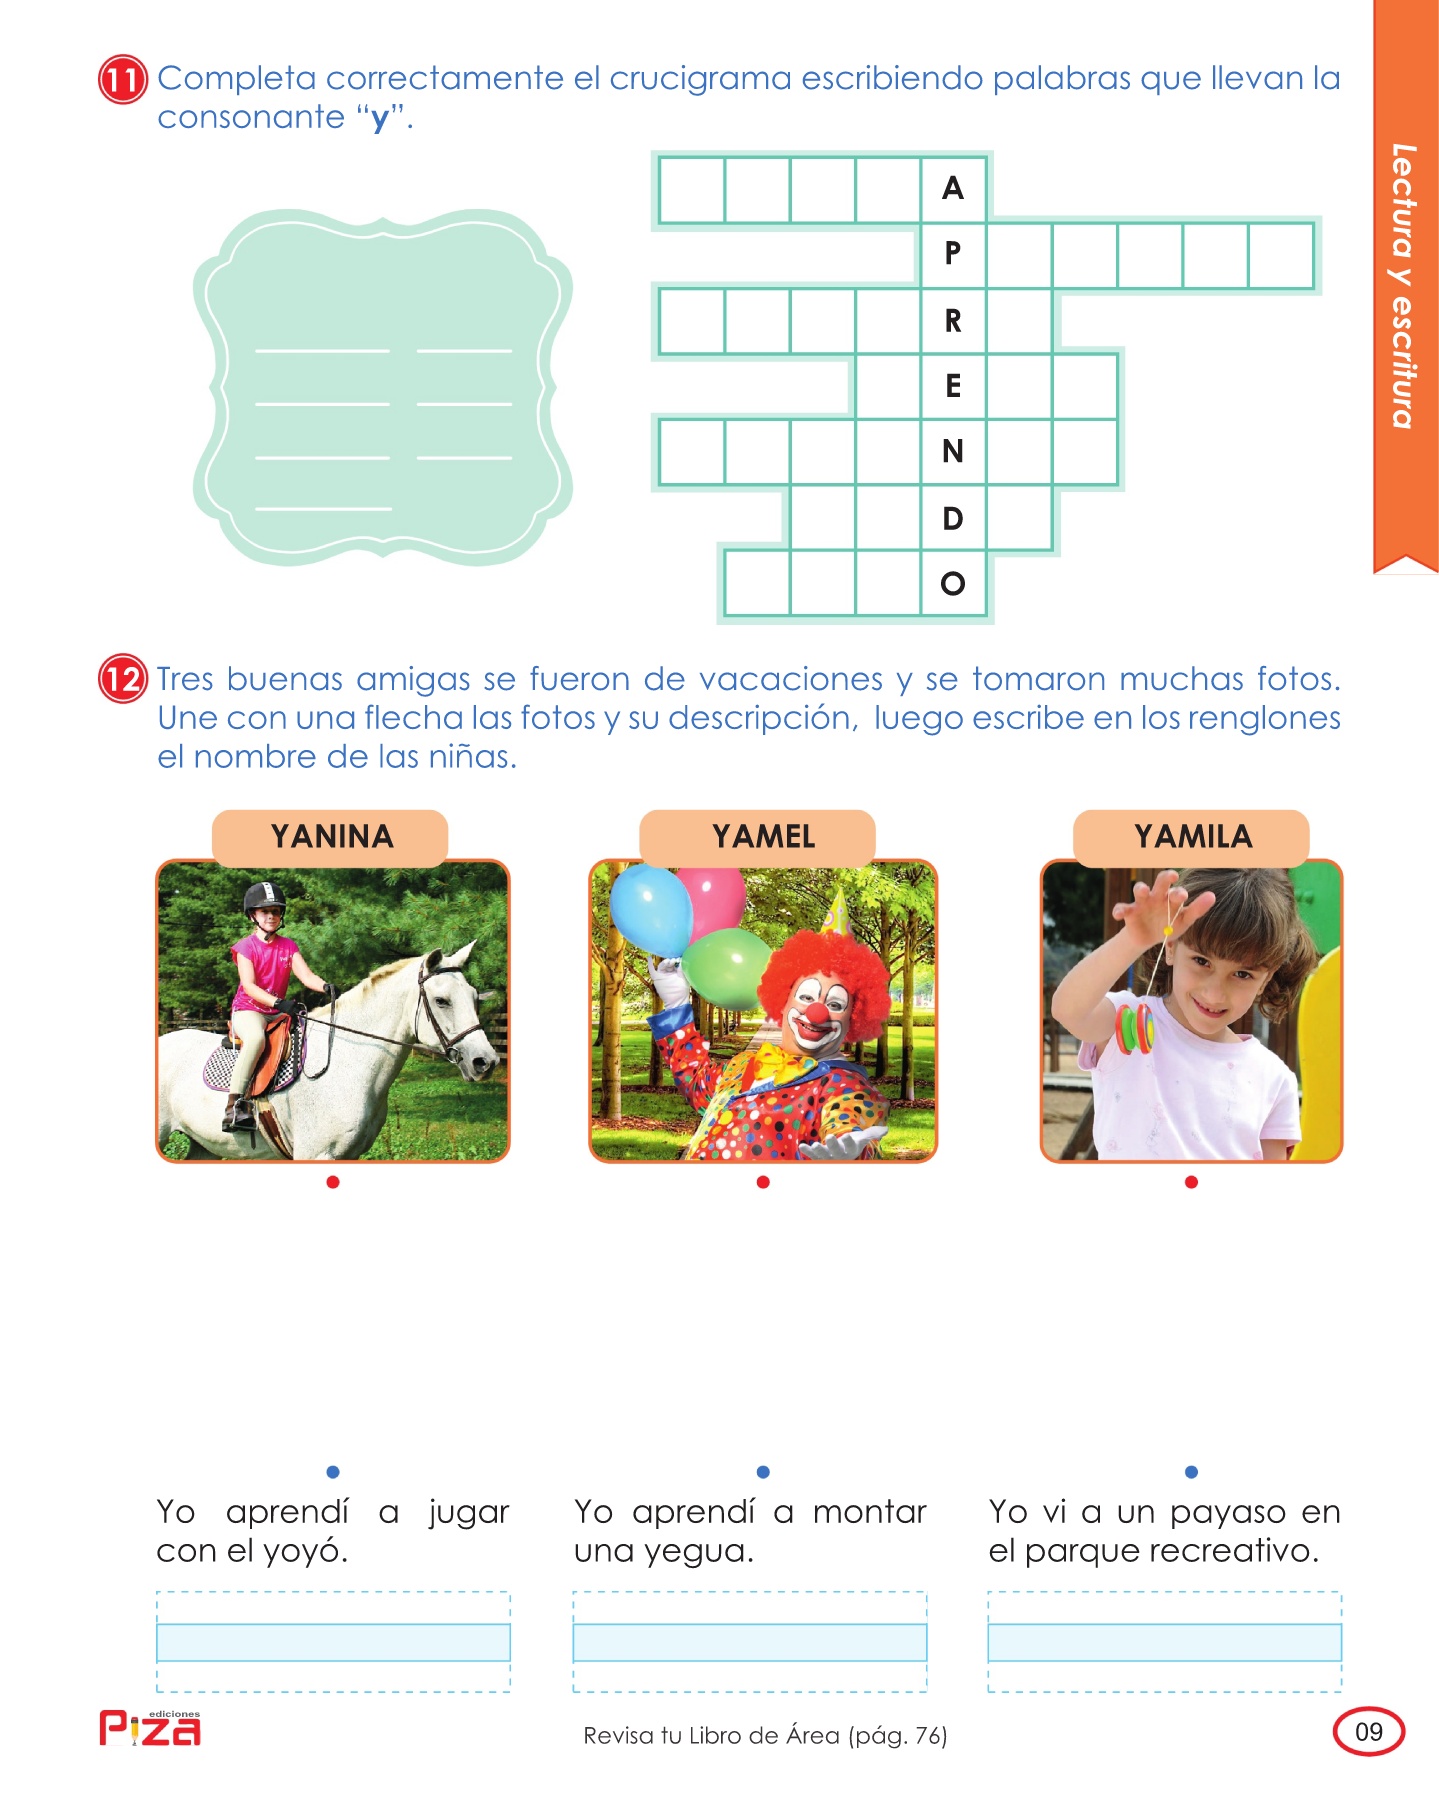 11 Completa correctamente el crucigrama escribiendo palabras que llevan la
consonante “y”.
A
P
R
E
N
D
O
Lectura y escritura
12 Tres buenas amigas se fueron de vacaciones y se tomaron muchas fotos.
Une con una flecha las fotos y su descripción, luego escribe en los renglones
el nombre de las niñas.
YANINA
YAMEL
YAMILA
Yo aprendí a jugar
con el yoyó.
Yo aprendí a montar
una yegua.
Yo vi a un payaso en
el parque recreativo.
ediciones
Piza
Revisa tu Libro de Área (pág. 76)
09